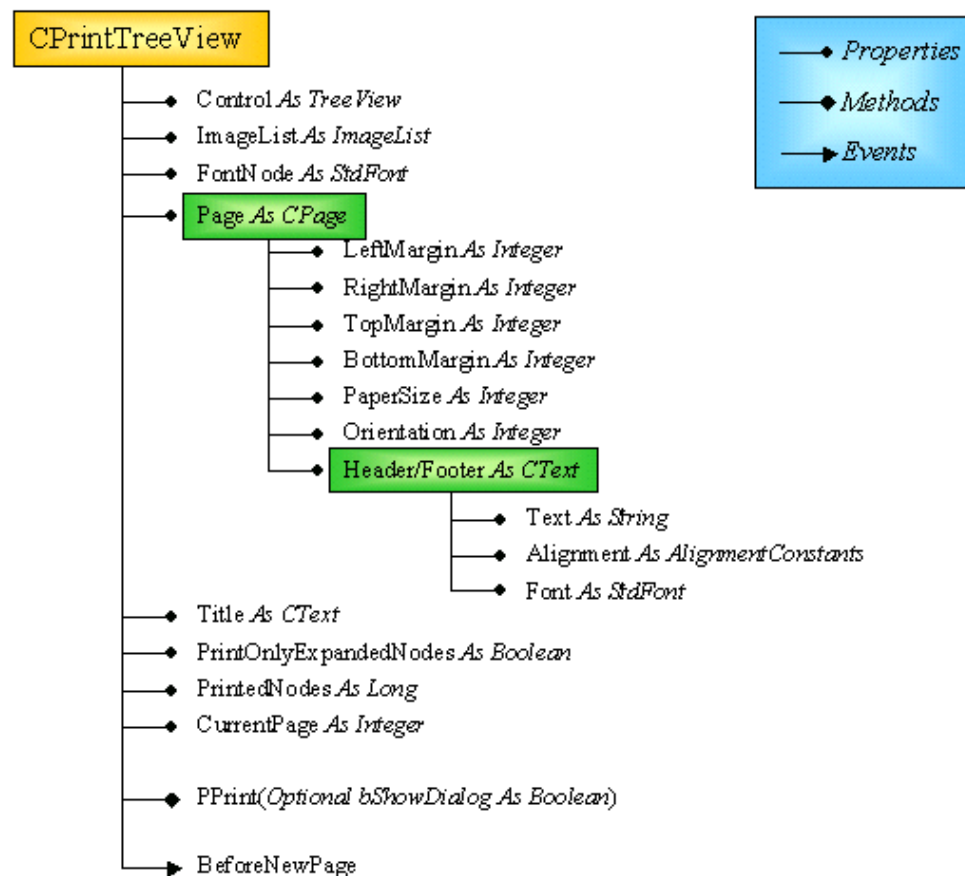 CPrintTreeView
Properties
Methods
Events
Control As TreeView
ImageList As ImageList
FontNode As StdFont
Page As CPage
LeftMargin As Integer
RightMargin As Integer
TopMargin As Integer
BottomMargin As Integer
PaperSize As Integer
Orientation As Integer
Header/Footer As CText
Text As String
Alignment As AlignmentConstants
Font As StdFont
Title As CText
PrintOnlyExpandedNodes As Boolean
PrintedNodes As Long
CurrentPage As Integer
PPrint(Optional bShowDialog As Boolean)
BeforeNewPage